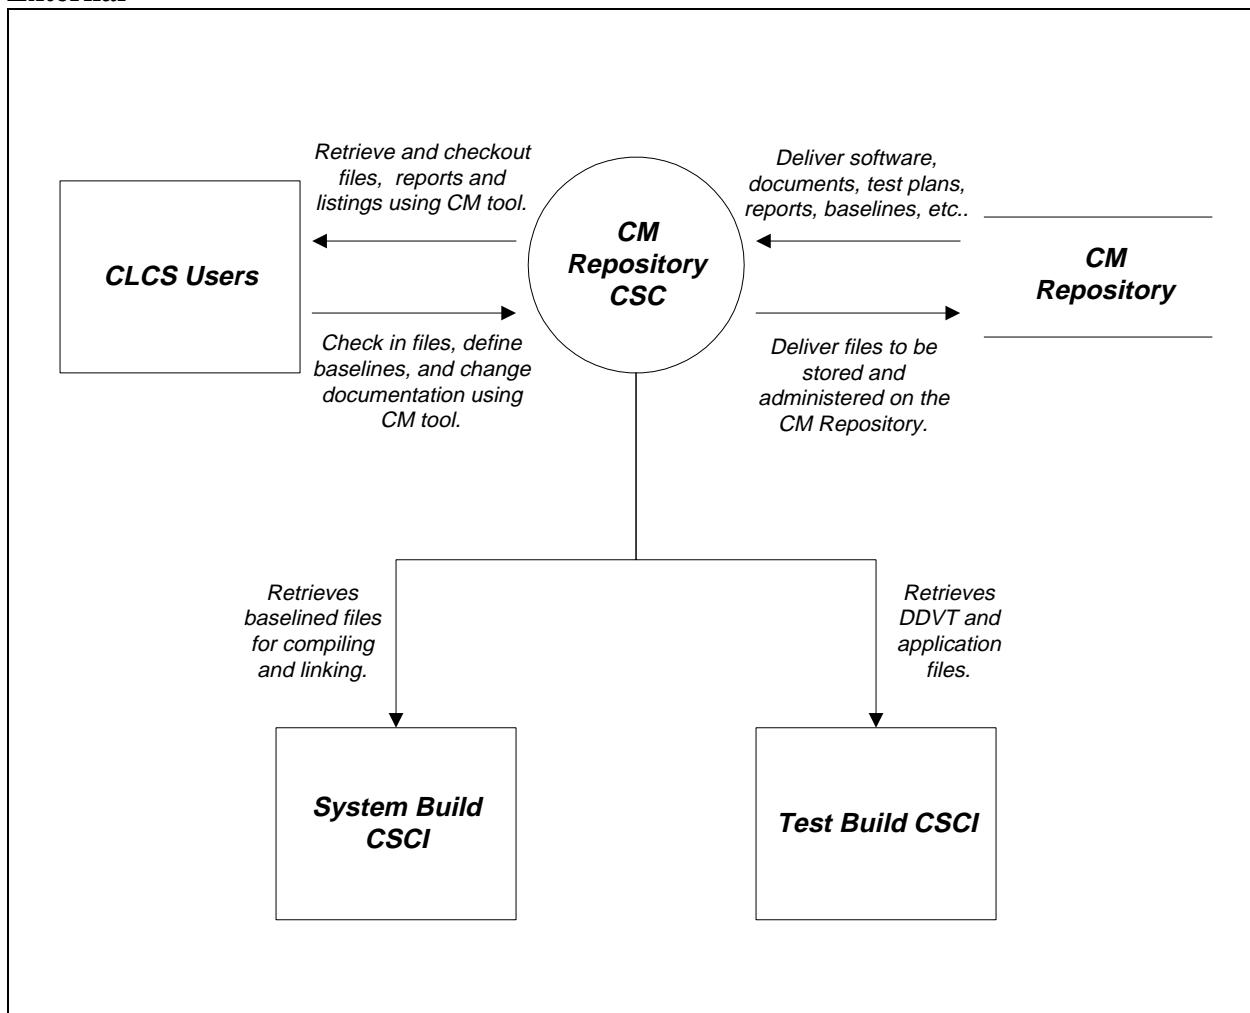 External
Retrieve and checkout
files, reports and
listings using CM tool.
Deliver software,
documents, test plans,
reports, baselines, etc..
CLCS Users
CM
Repository
CSC
CM
Repository
Check in files, define
baselines, and change
documentation using
CM tool.
Deliver files to be
stored and
administered on the
CM Repository.
Retrieves
baselined files
for compiling
and linking.
Retrieves
DDVT and
application
files.
System Build
CSCI
Test Build CSCI